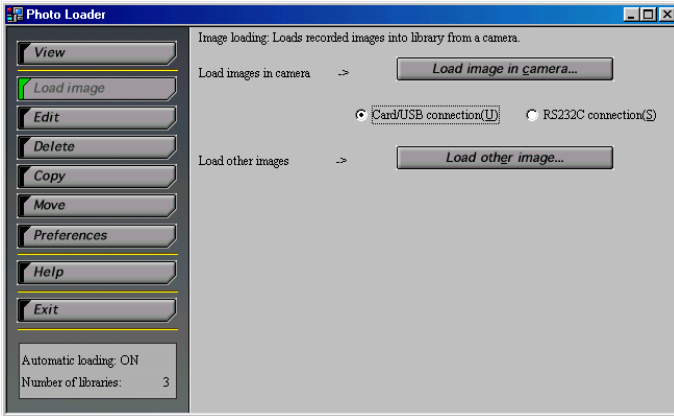 Photo Loader
View
Load image
Edit
Delete
Copy
Move
Preferences
Help
Exit
Automatic loading: ON
Number of libraries: 3
Image loading: Loads recorded images into library from a camera.
Load images in camera -> Load image in camera...
Card/USB connection(U) RS232C connection(S)
Load other images -> Load other image...